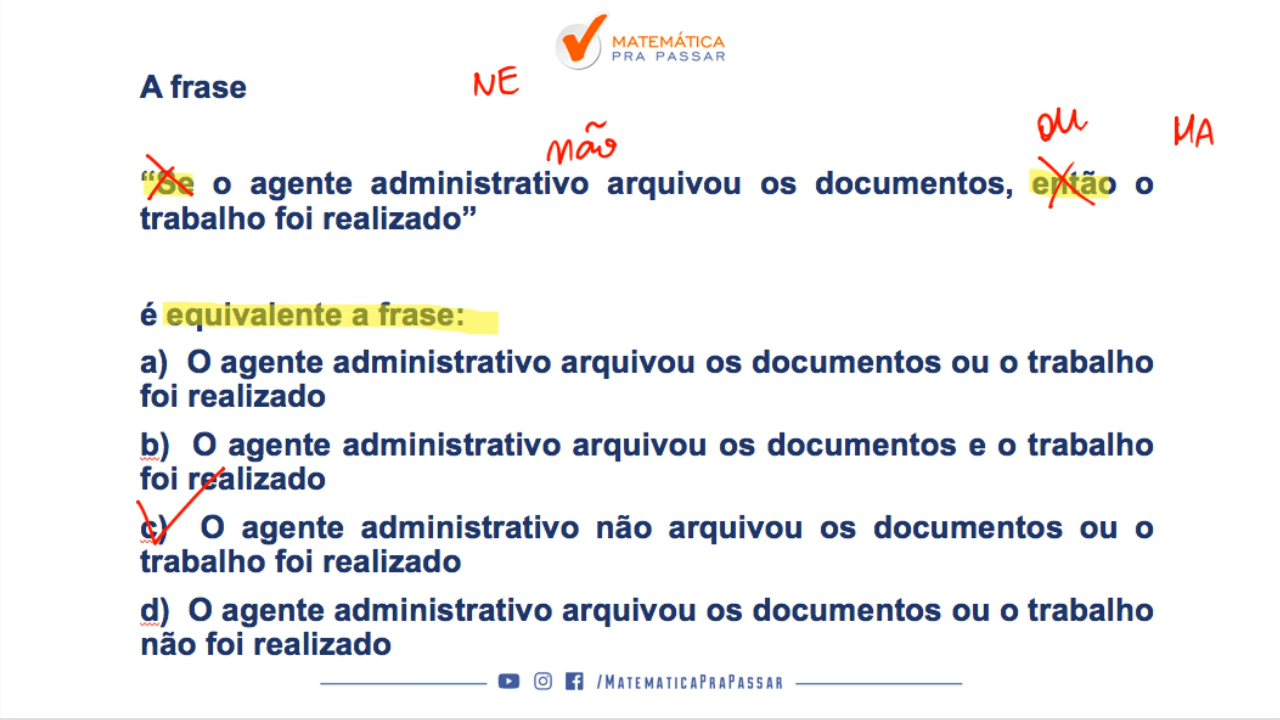 MATEMÁTICA
PRA PASSAR
A frase
NE
não
ou
MA
“Se o agente administrativo arquivou os documentos, então o
trabalho foi realizado”
é equivalente a frase:
a) O agente administrativo arquivou os documentos ou o trabalho
foi realizado
b) O agente administrativo arquivou os documentos e o trabalho
foi realizado
c) O agente administrativo não arquivou os documentos ou o
trabalho foi realizado
d) O agente administrativo arquivou os documentos ou o trabalho
não foi realizado
/MATEMATICAPRAPASSAR